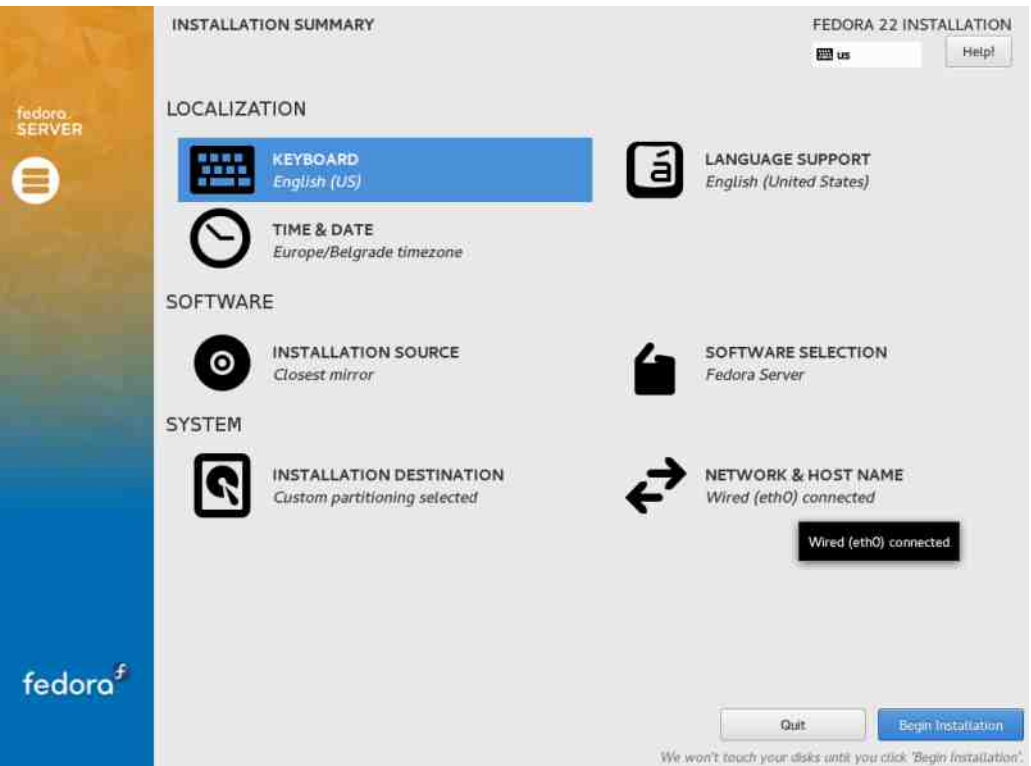 INSTALLATION SUMMARY
FEDORA 22 INSTALLATION
us
Help!
fedora
SERVER
LOCALIZATION
KEYBOARD
English (US)
á
LANGUAGE SUPPORT
English (United States)
TIME & DATE
Europe/Belgrade timezone
SOFTWARE
INSTALLATION SOURCE
Closest mirror
SOFTWARE SELECTION
Fedora Server
SYSTEM
INSTALLATION DESTINATION
Custom partitioning selected
NETWORK & HOST NAME
Wired (eth0) connected
Wired (eth0) connected
fedora
Quit
Begin Installation
We won't touch your disks until you click 'Begin Installation'.